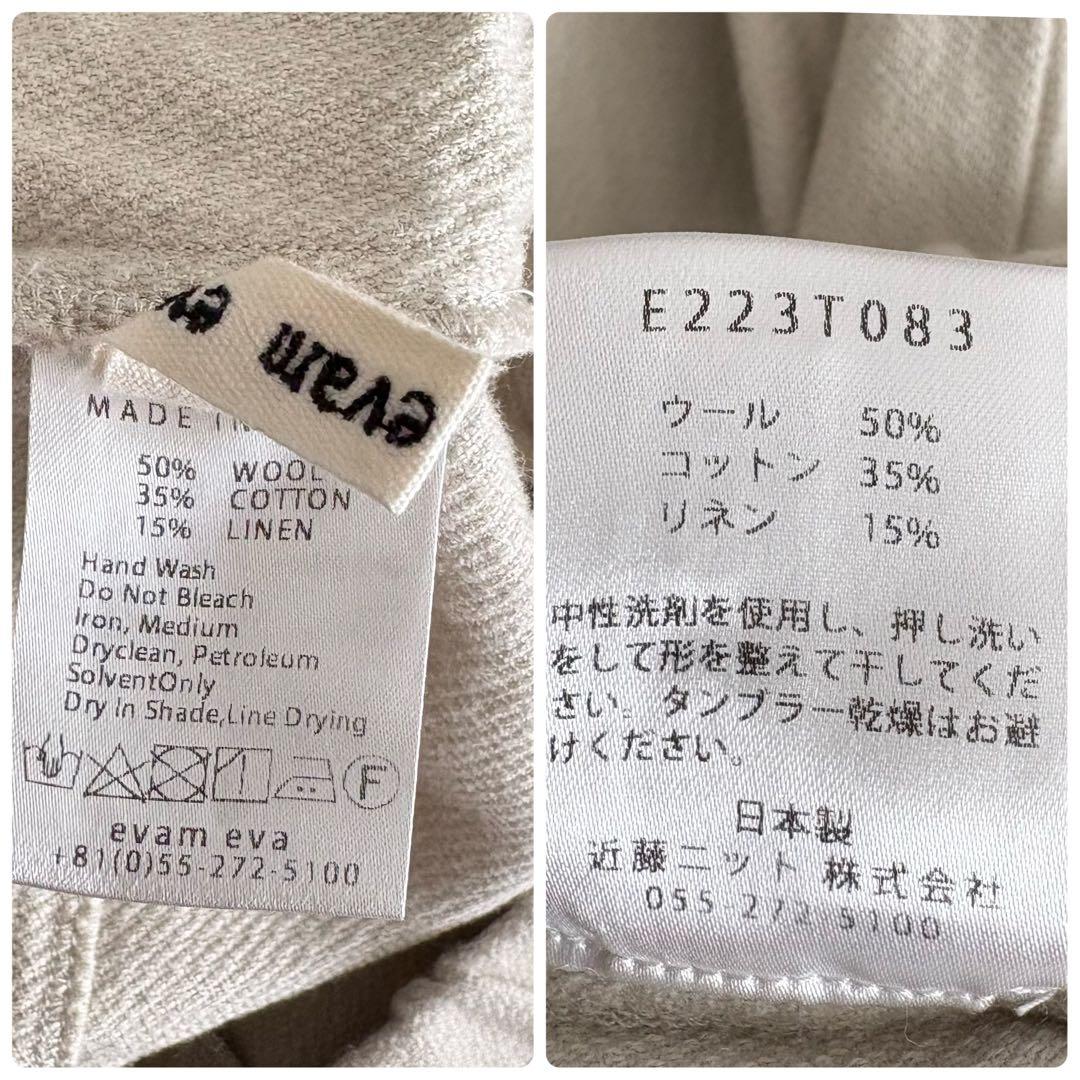 evam ev
MADE IN
50% WOOL
35% COTTON
15% LINEN
Hand Wash
Do Not Bleach
Iron, Medium
Dryclean, Petroleum
SolventOnly
Dry In Shade,Line Drying
F
evam eva
+81(0)55-272-5100
E223T083
ウール 50%
コットン 35%
リネン 15%
中性洗剤を使用し、押し洗い
をして形を整えて干してくだ
さい。タンブラー乾燥はお避
けください。
日本製
近藤ニット 株式会社
055-272-5100